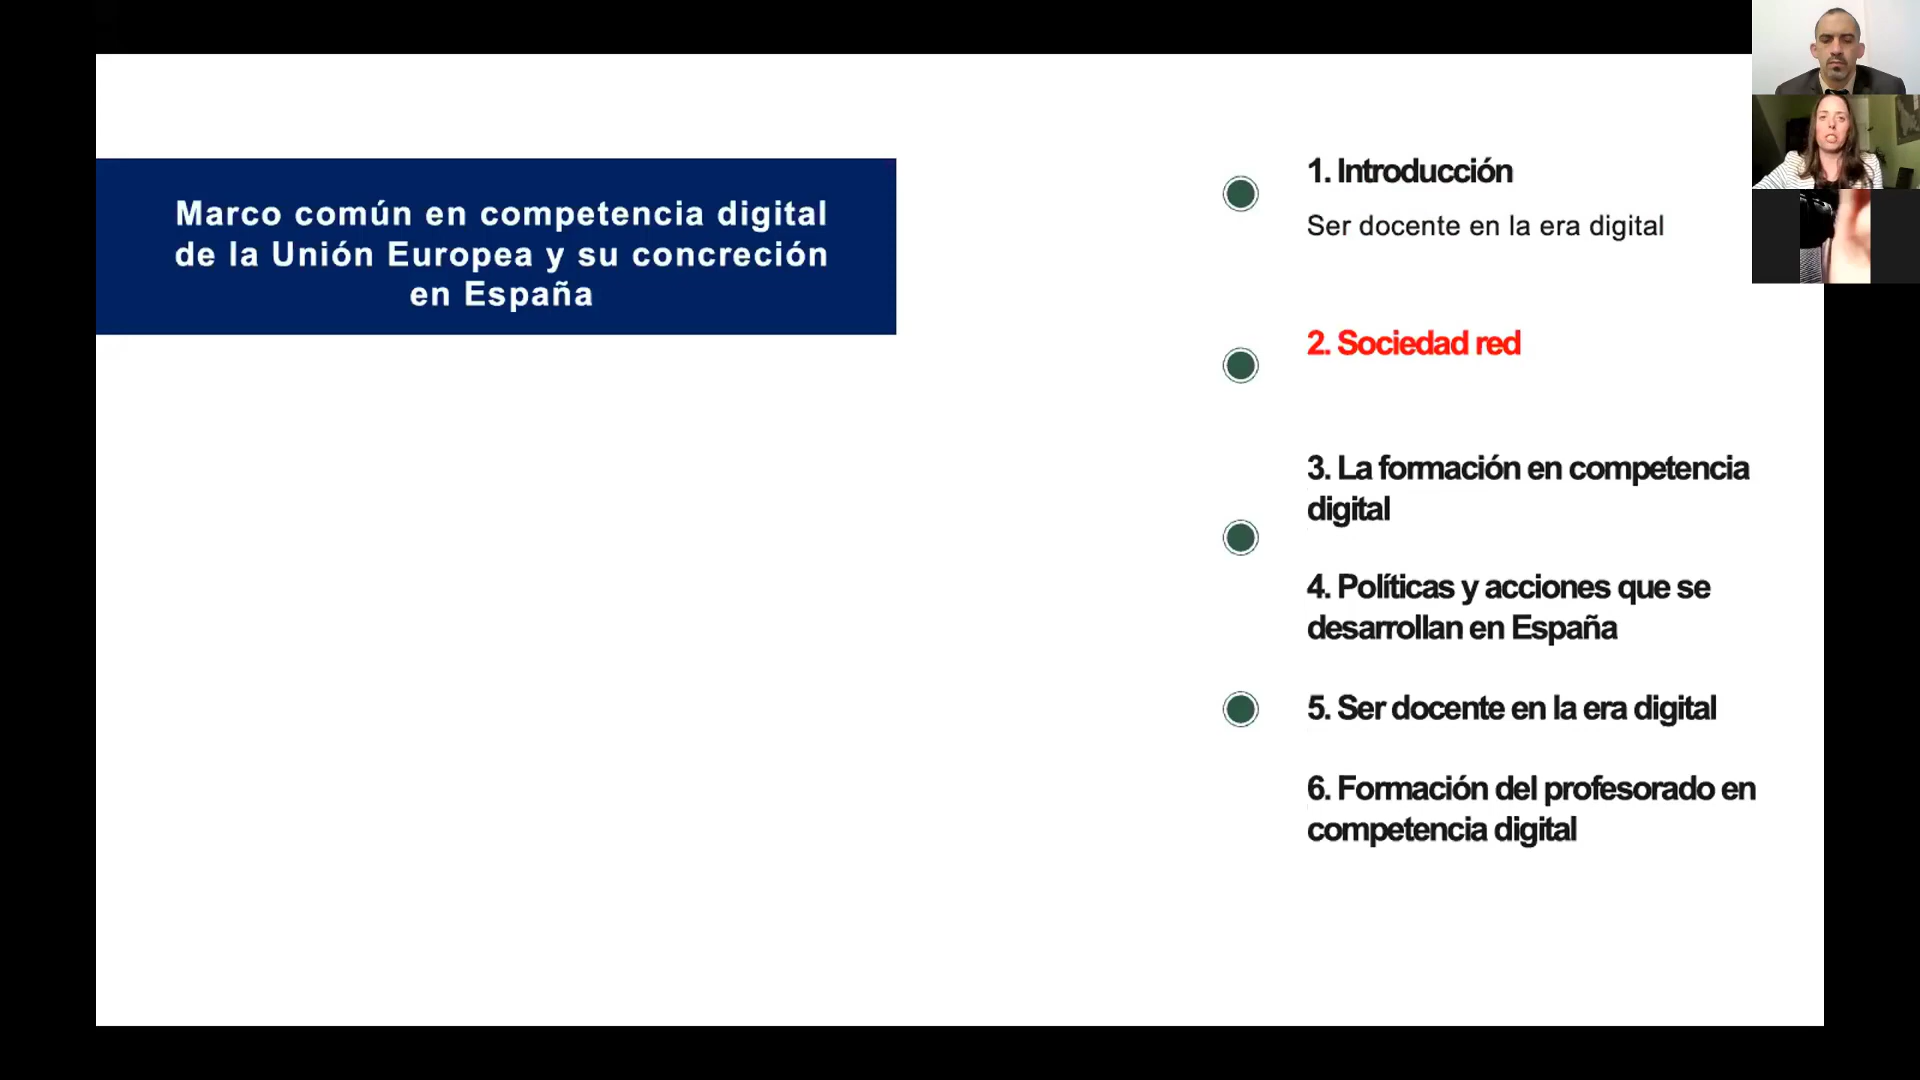 Marco común en competencia digital
de la Unión Europea y su concreción
en España
1. Introducción
Ser docente en la era digital
2. Sociedad red
3. La formación en competencia
digital
4. Políticas y acciones que se
desarrollan en España
5. Ser docente en la era digital
6. Formación del profesorado en
competencia digital